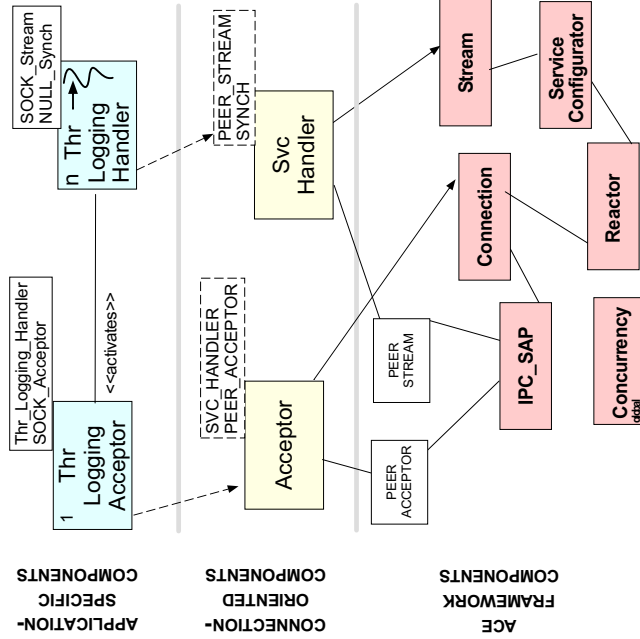 APPLICATION-
SPECIFIC
COMPONENTS
Thr_Logging_Handler
SOCK_Acceptor
1
Thr
Logging
Acceptor
<<activates>>
SOCK_Stream
NULL_Synch
n Thr
Logging
Handler
CONNECTION-
ORIENTED
COMPONENTS
SVC_HANDLER
PEER_ACCEPTOR
Acceptor
PEER_STREAM
SYNCH
Svc
Handler
ACE
FRAMEWORK
COMPONENTS
PEER
ACCEPTOR
PEER
STREAM
Connection
Stream
IPC_SAP
Service
Configurator
Concurrency
global
Reactor